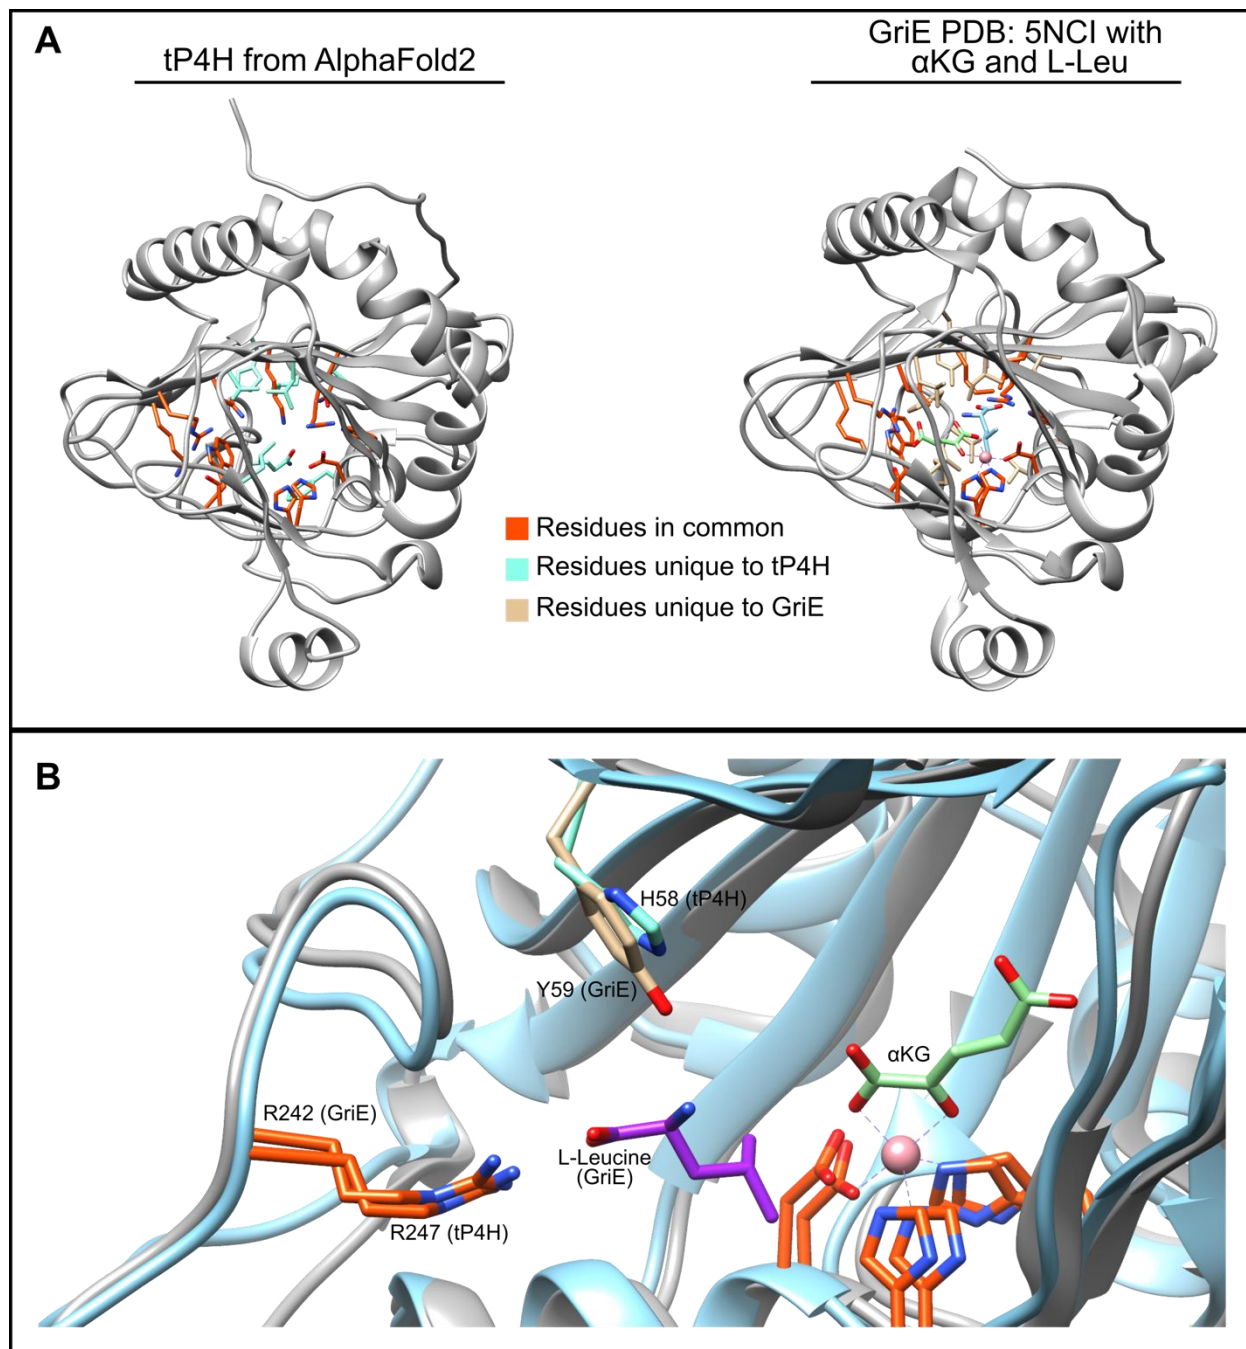 A
tP4H from AlphaFold2
GriE PDB: 5NCI with
αKG and L-Leu
Residues in common
Residues unique to tP4H
Residues unique to GriE
B
H58 (tP4H)
Y59 (GriE)
αKG
R242 (GriE)
L-Leucine
(GriE)
R247 (tP4H)